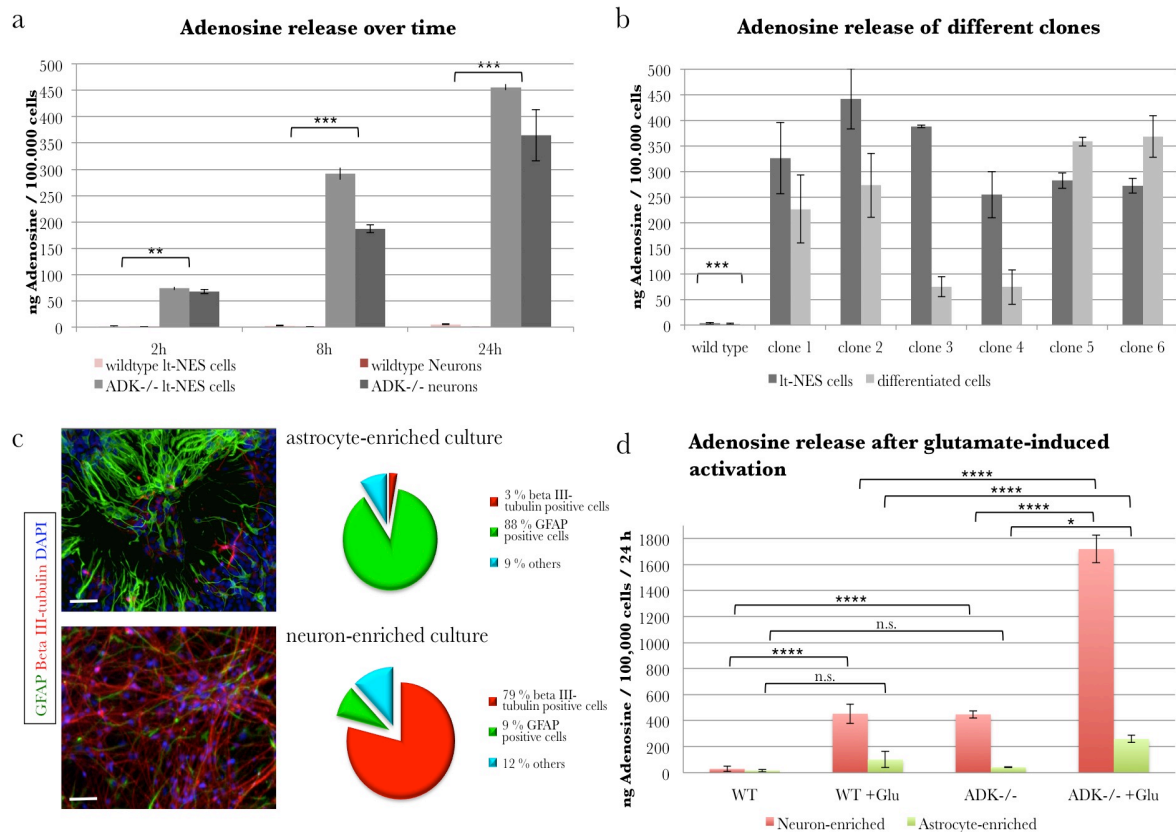 a
Adenosine release over time
ng Adenosine / 100.000 cells
500
450
400
350
300
250
200
150
100
50
0
**
***
***
2h
8h
24h
wildtype lt-NES cells
wildtype Neurons
ADK-/- lt-NES cells
ADK-/- neurons
b
Adenosine release of different clones
ng Adenosine / 100.000 cells
500
450
400
350
300
250
200
150
100
50
0
***
wild type
clone 1
clone 2
clone 3
clone 4
clone 5
clone 6
lt-NES cells
differentiated cells
c
GFAP Beta III-tubulin DAPI
astrocyte-enriched culture
3 % beta III-
tubulin positive cells
88 % GFAP
positive cells
9 % others
neuron-enriched culture
79 % beta III-
tubulin positive cells
9 % GFAP
positive cells
12 % others
d
Adenosine release after glutamate-induced
activation
ng Adenosine / 100,000 cells / 24 h
1800
1600
1400
1200
1000
800
600
400
200
0
****
****
****
*
****
n.s.
****
n.s.
WT
WT +Glu
ADK-/-
ADK-/- +Glu
Neuron-enriched
Astrocyte-enriched